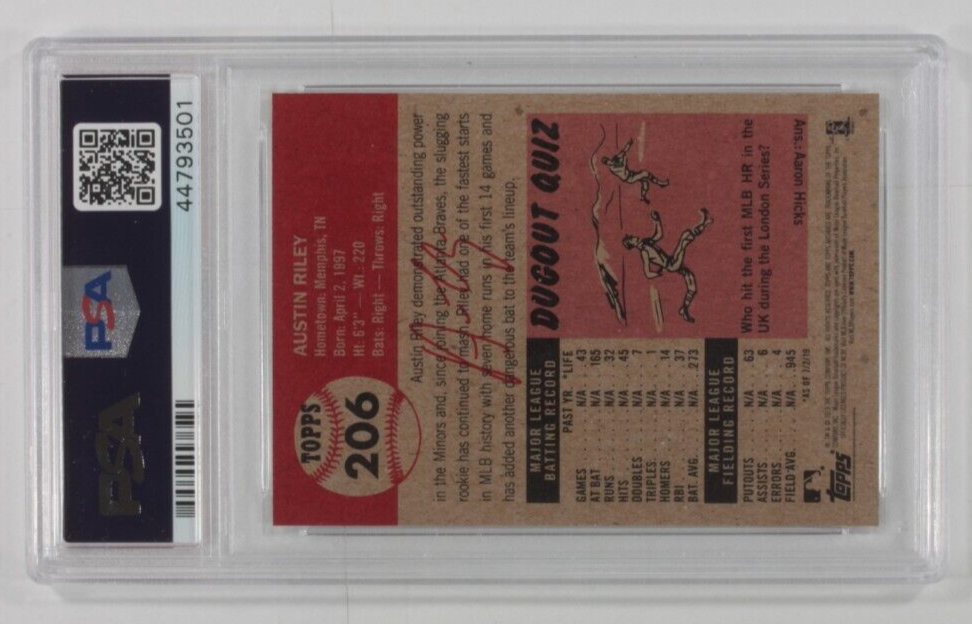 PSA
PSA
44793501
TOPPS
206
AUSTIN RILEY
Hometown: Memphis, TN
Born: April 2, 1997
Ht: 6'3" — Wt.: 220
Bats: Right — Throws: Right
Austin Riley demonstrated outstanding power
in the Minors and, since joining the Atlanta Braves, the slugging
rookie has continued to mash. Riley had one of the fastest starts
in MLB history with seven home runs in his first 14 games and
has added another dangerous bat to the team's lineup.
MAJOR LEAGUE
BATTING RECORD
PAST YR. *LIFE
GAMES N/A 43
AT BAT N/A 165
RUNS N/A 32
HITS N/A 45
DOUBLES N/A 7
TRIPLES N/A 1
HOMERS N/A 14
RBI N/A 37
BAT. AVG. N/A .273
MAJOR LEAGUE
FIELDING RECORD
PUTOUTS N/A 63
ASSISTS N/A 6
ERRORS N/A 4
FIELD AVG. N/A .945
*AS OF 7/2/19
DUGOUT QUIZ
Who hit the first MLB HR in the
UK during the London Series?
Ans.: Aaron Hicks
topps